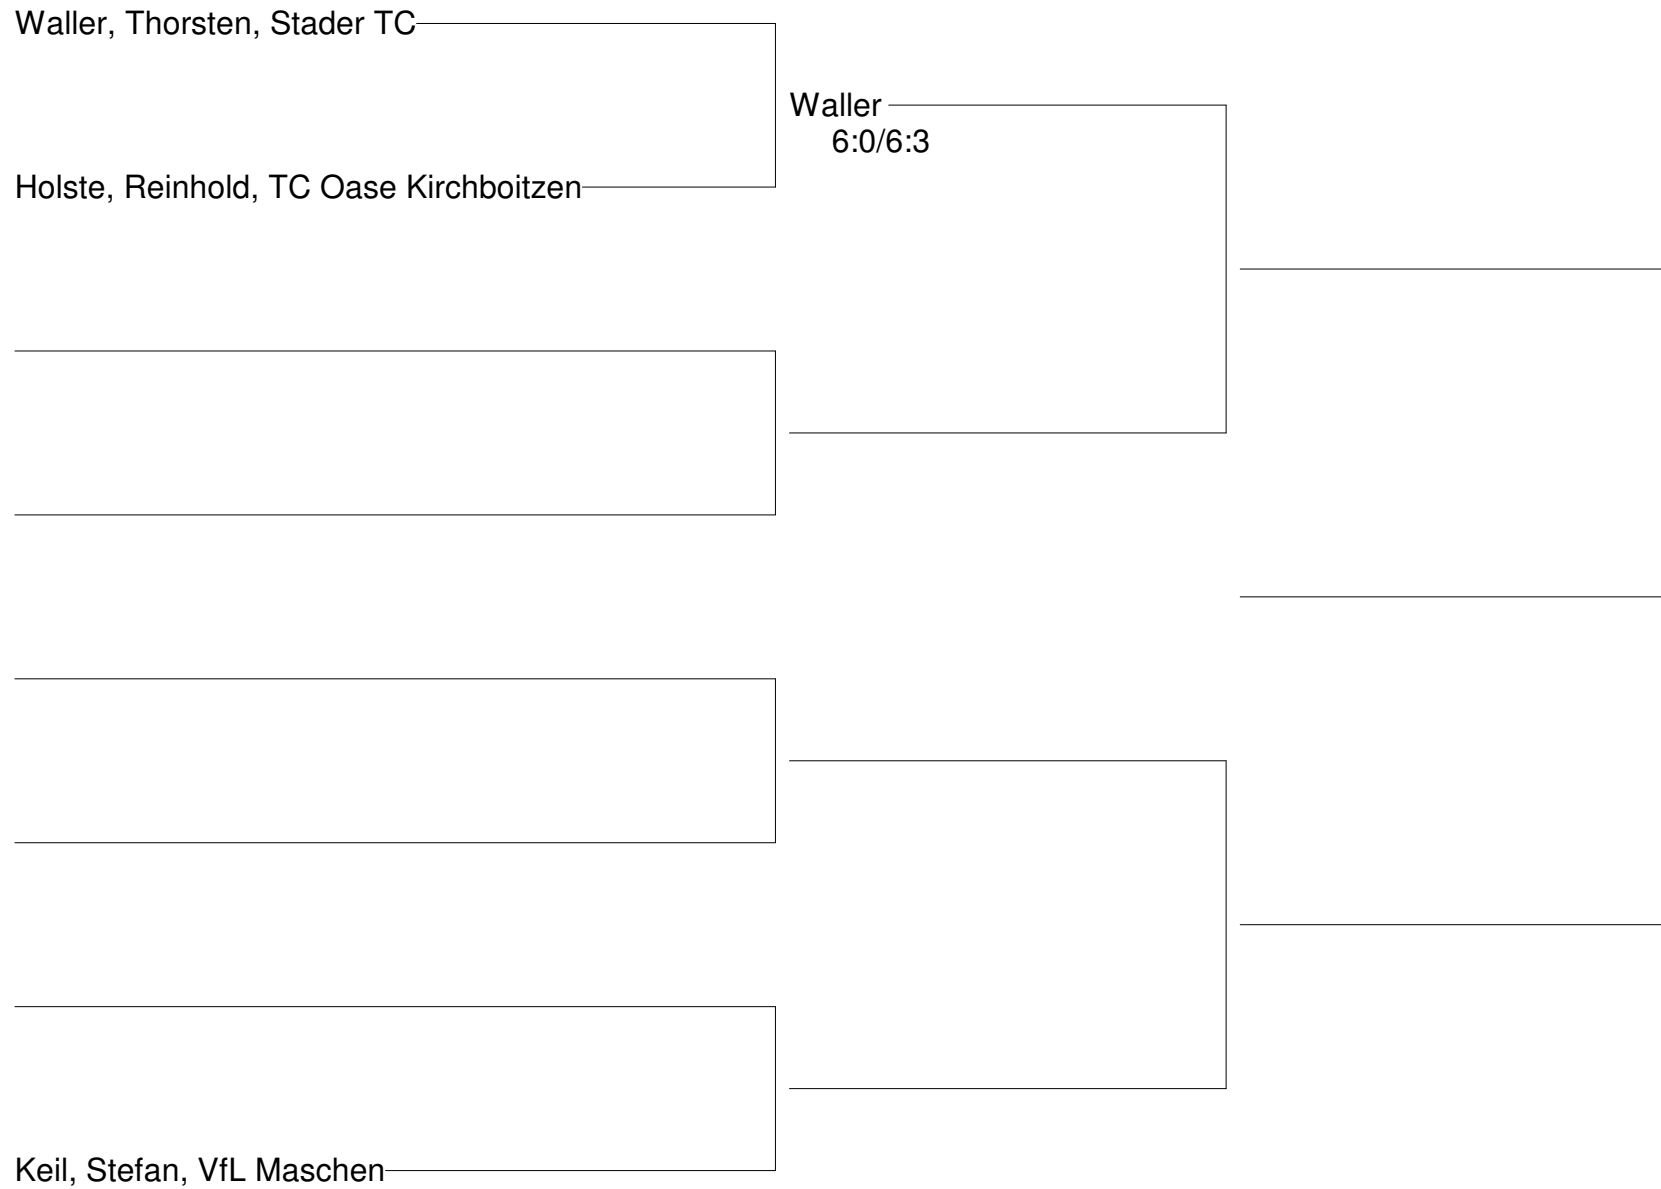 Waller, Thorsten, Stader TC
Waller
6:0/6:3
Holste, Reinhold, TC Oase Kirchboitzen
Keil, Stefan, VfL Maschen